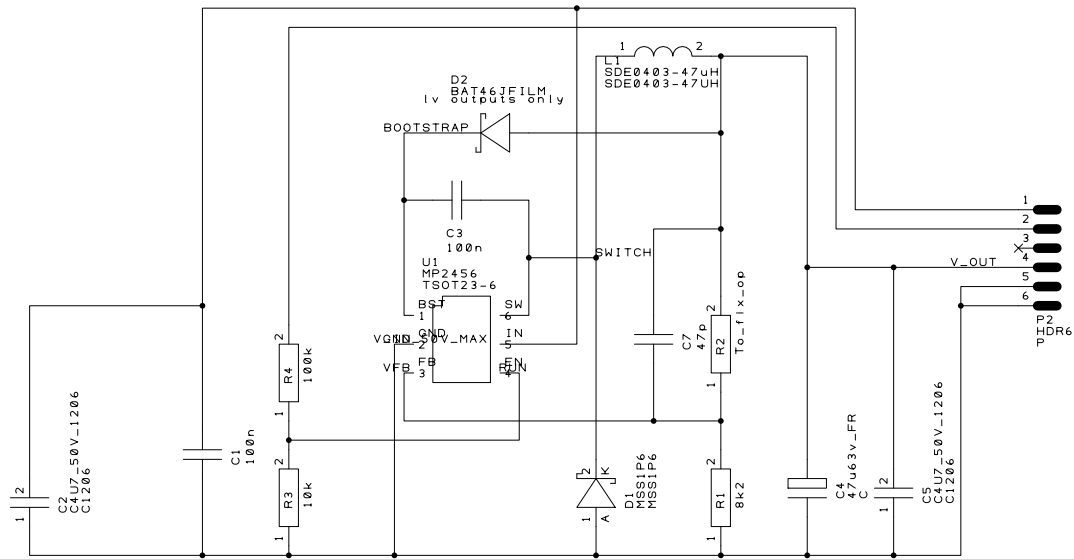 1 2
L1
SDE0403-47uH
SDE0403-47UH
D2
BAT46JFILM
lv outputs only
BOOTSTRAP
C3
100n
SWITCH
U1
MP2456
TSOT23-6
BST
1
SW
6
GND
2
VIN_50V_MAX
IN
5
FB
3
VFB
EN
4
RUN
C7
47p
2
R2
1
To_fix_op
2
R4
1
100k
C1
100n
2
R3
1
10k
2
1
C2
C4U7_50V_1206
C1206
2 K
1 A
D1
MSS1P6
MSS1P6
2
R1
1
8k2
C4
47u63v_FR
C
2
1
C5
C4U7_50V_1206
C1206
1
2
3
V_OUT
4
5
6
P2
HDR6
P